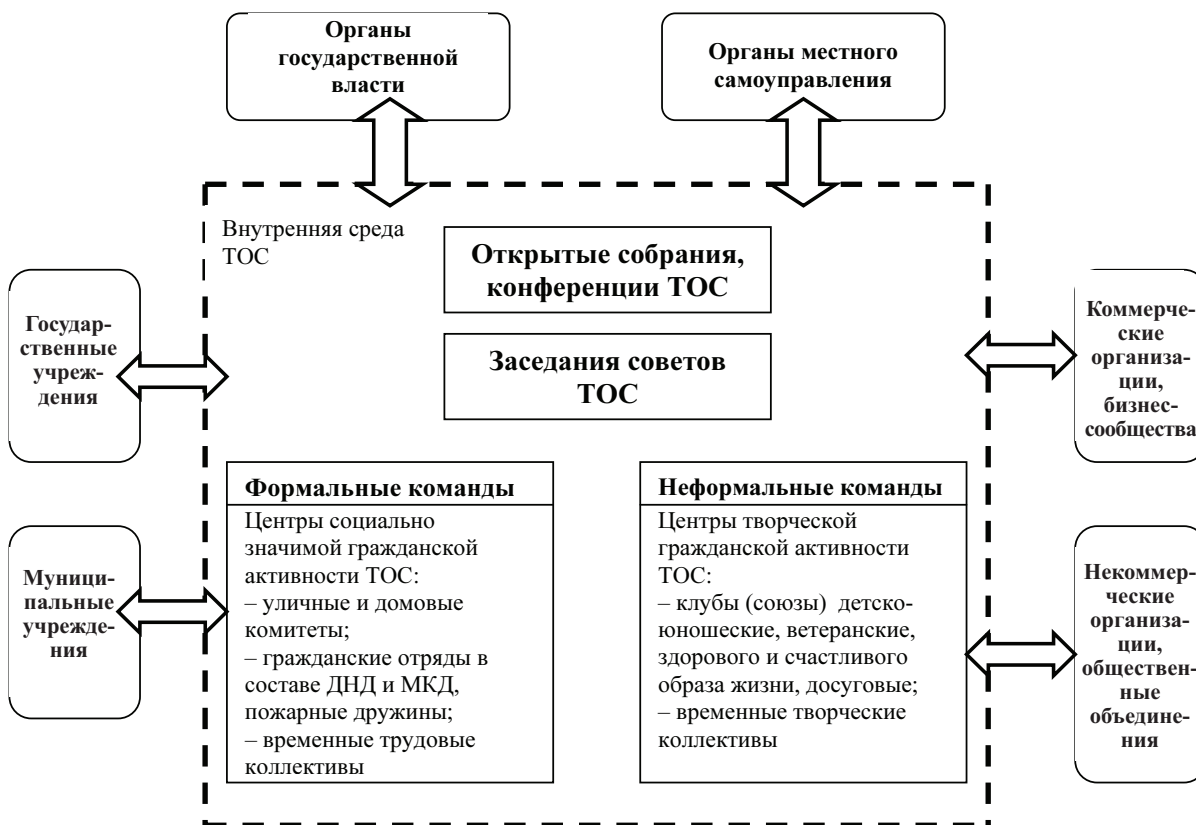 Органы
государственной
власти
Органы местного
самоуправления
Внутренняя среда
ТОС
Открытые собрания,
конференции ТОС
Заседания советов
ТОС
Государ-
ственные
учреж-
дения
Муници-
пальные
учрежде-
ния
Формальные команды
Центры социально
значимой гражданской
активности ТОС:
– уличные и домовые
комитеты;
– гражданские отряды в
составе ДНД и МКД,
пожарные дружины;
– временные трудовые
коллективы
Неформальные команды
Центры творческой
гражданской активности
ТОС:
– клубы (союзы) детско-
юношеские, ветеранские,
здорового и счастливого
образа жизни, досуговые;
– временные творческие
коллективы
Коммерче-
ские
организа-
ции,
бизнес-
сообщества
Некоммер-
ческие
организа-
ции,
обществен-
ные
объедине-
ния